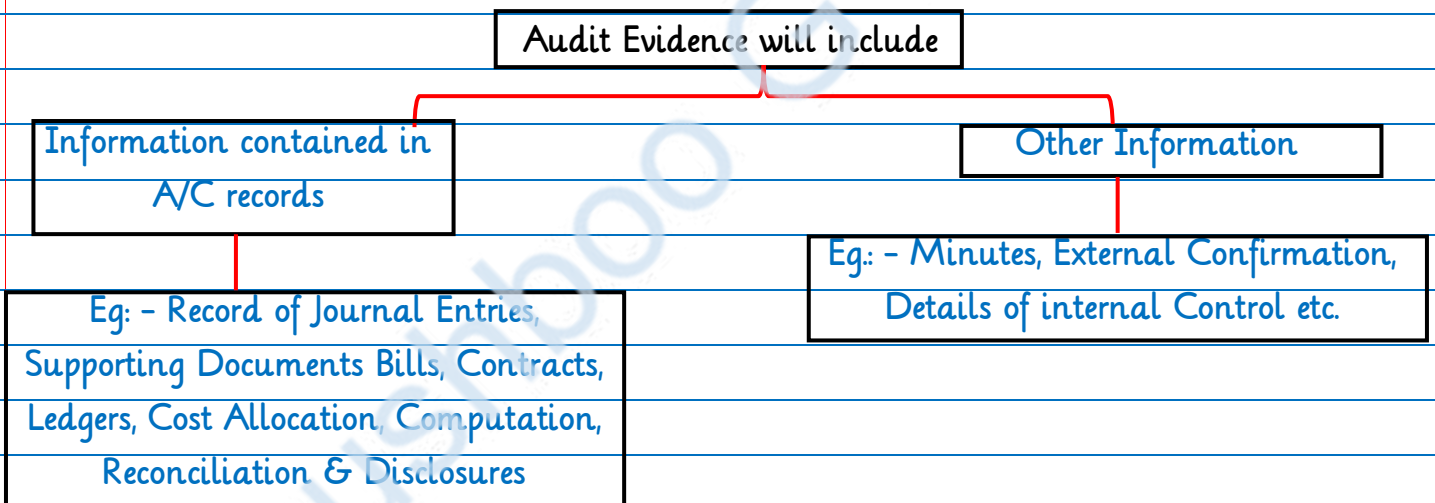 Audit Evidence will include
Information contained in
A/C records
Other Information
Eg: - Record of Journal Entries,
Supporting Documents Bills, Contracts,
Ledgers, Cost Allocation, Computation,
Reconciliation & Disclosures
Eg.: - Minutes, External Confirmation,
Details of internal Control etc.
ushboo G